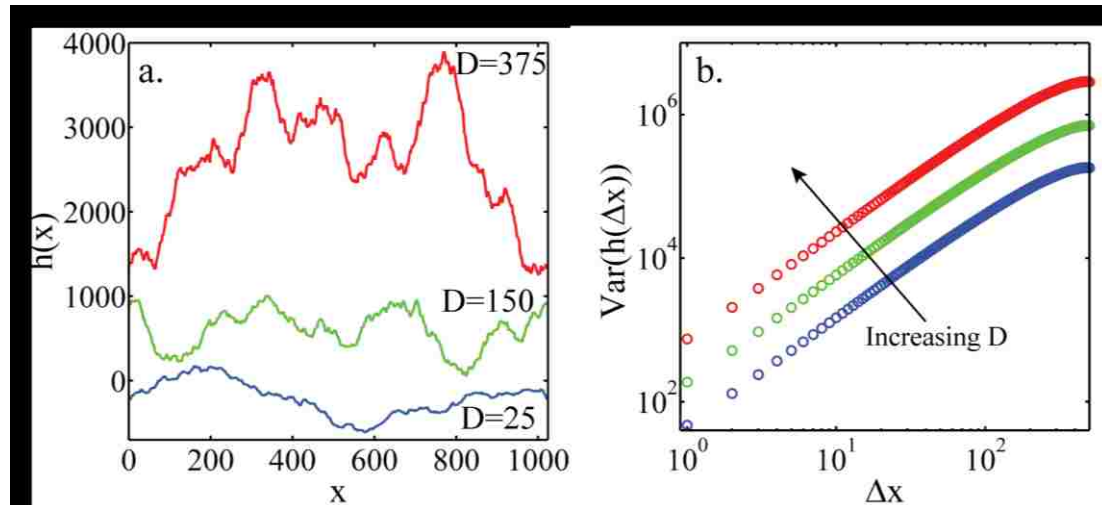 a.
D=375
D=150
D=25
4000
3000
2000
1000
0
h(x)
0 200 400 600 800 1000
x
b.
10^6
10^4
10^2
Var(h(Δx))
Increasing D
10^0 10^1 10^2
Δx